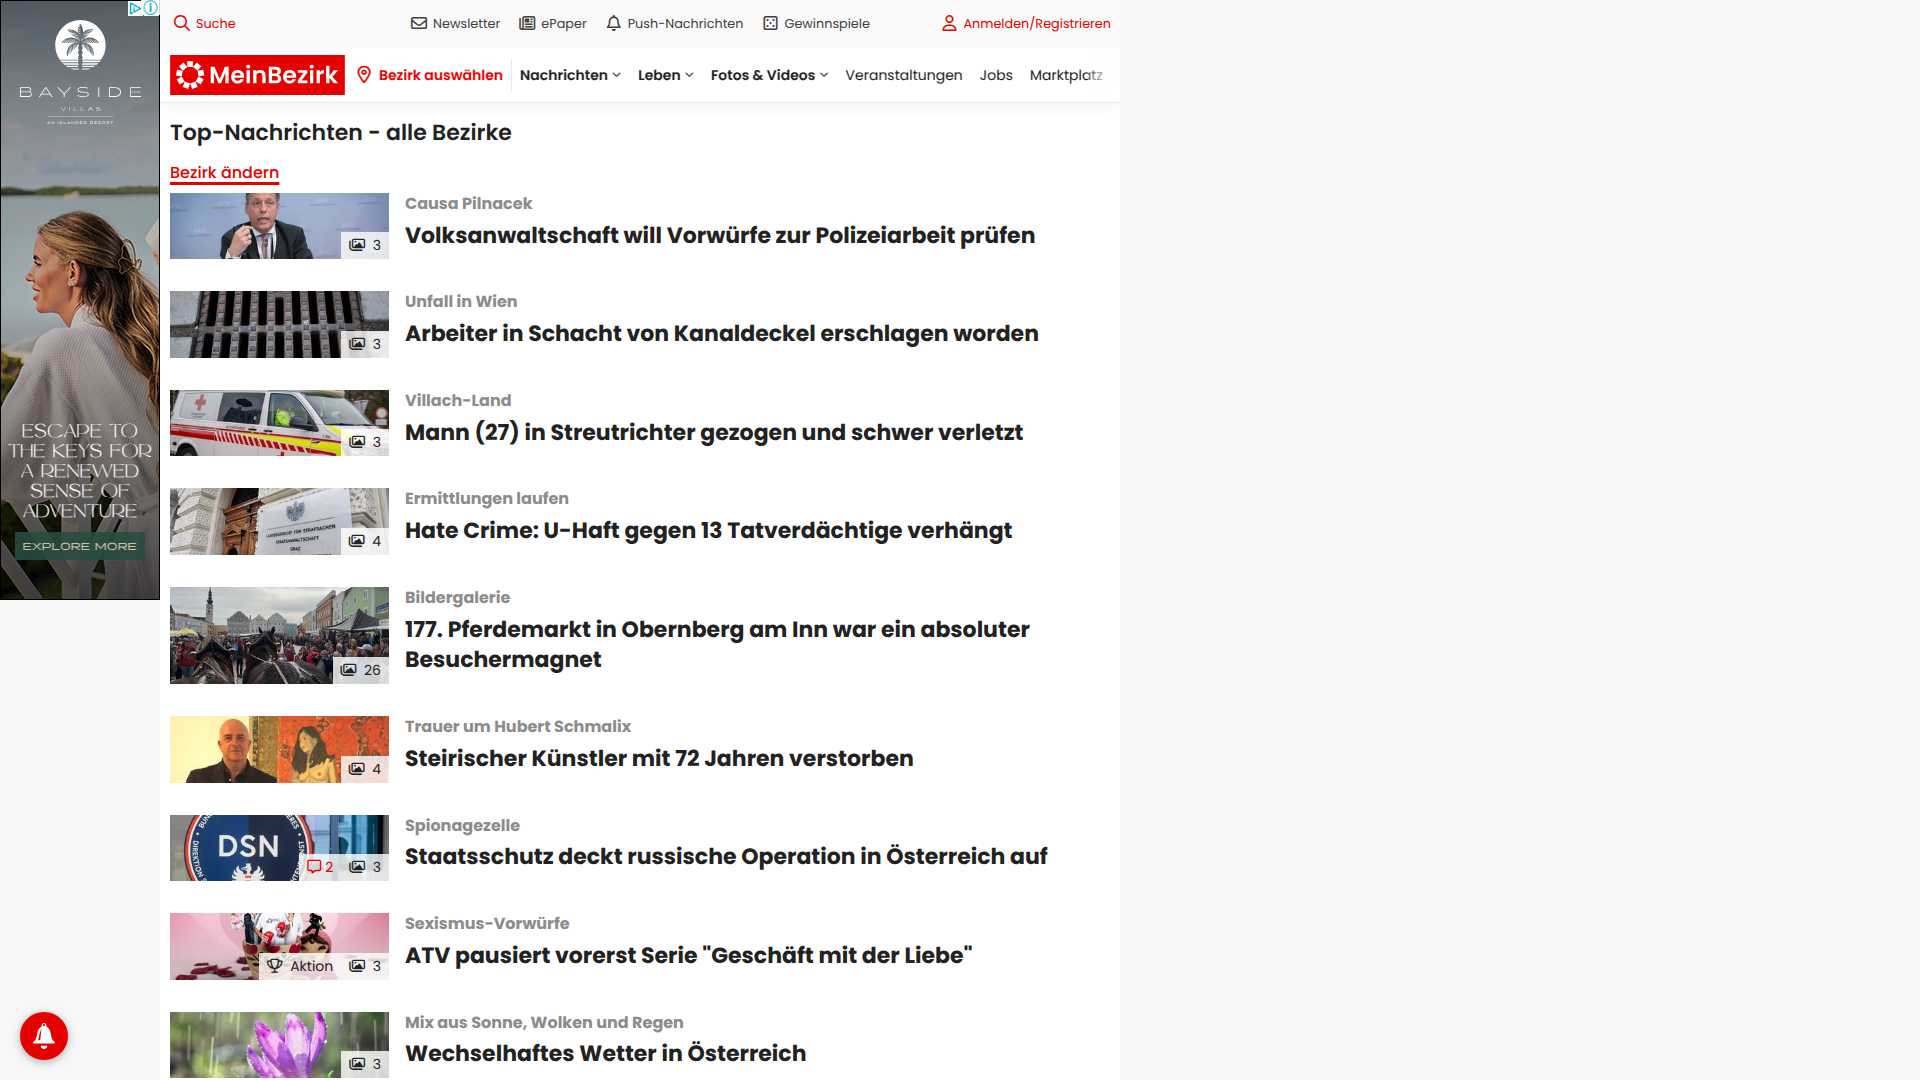 Suche
Newsletter
ePaper
Push-Nachrichten
Gewinnspiele
Anmelden/Registrieren
MeinBezirk
Bezirk auswählen
Nachrichten
Leben
Fotos & Videos
Veranstaltungen
Jobs
Marktplatz
BAYSIDE
VILLAS
AN ISLANDER RESORT
ESCAPE TO
THE KEYS FOR
A RENEWED
SENSE OF
ADVENTURE
EXPLORE MORE
Top-Nachrichten - alle Bezirke
Bezirk ändern
3
Causa Pilnacek
Volksanwaltschaft will Vorwürfe zur Polizeiarbeit prüfen
3
Unfall in Wien
Arbeiter in Schacht von Kanaldeckel erschlagen worden
3
Villach-Land
Mann (27) in Streutrichter gezogen und schwer verletzt
4
Ermittlungen laufen
Hate Crime: U-Haft gegen 13 Tatverdächtige verhängt
26
Bildergalerie
177. Pferdemarkt in Obernberg am Inn war ein absoluter
Besuchermagnet
4
Trauer um Hubert Schmalix
Steirischer Künstler mit 72 Jahren verstorben
DSN
2
3
Spionagezelle
Staatsschutz deckt russische Operation in Österreich auf
Aktion
3
Sexismus-Vorwürfe
ATV pausiert vorerst Serie "Geschäft mit der Liebe"
3
Mix aus Sonne, Wolken und Regen
Wechselhaftes Wetter in Österreich